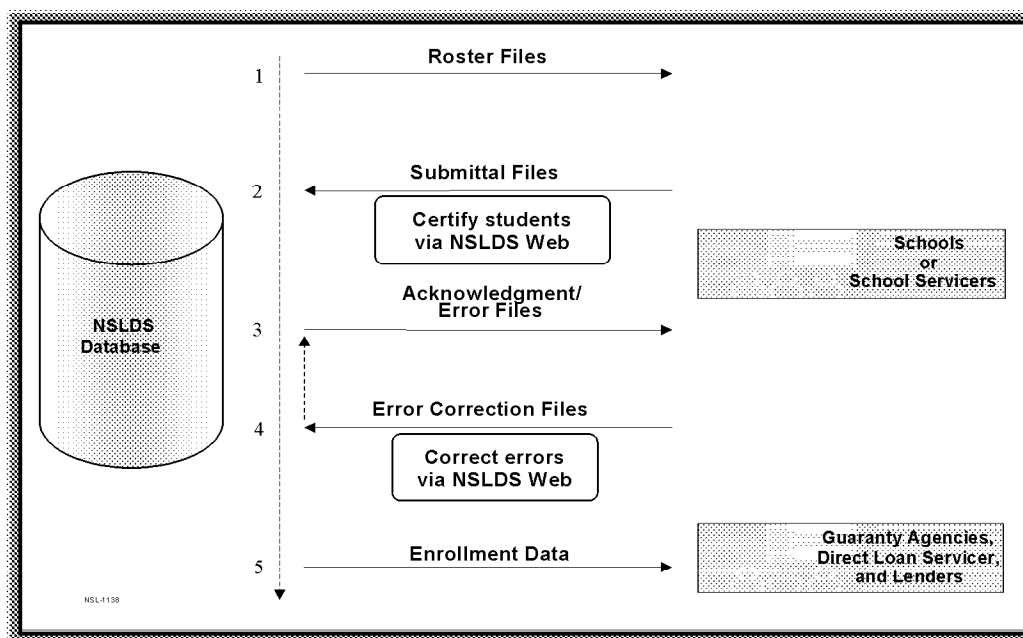 Roster Files
1
Submittal Files
2
Certify students
via NSLDS Web
Schools
or
School Servicers
Acknowledgment/
Error Files
3
NSLDS
Database
Error Correction Files
4
Correct errors
via NSLDS Web
Enrollment Data
5
Guaranty Agencies,
Direct Loan Servicer,
and Lenders
NSL-1138